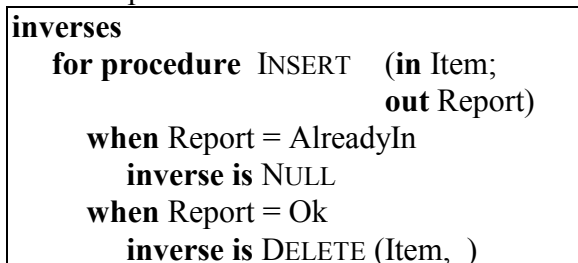 inverses
for procedure INSERT (in Item;
out Report)
when Report = AlreadyIn
inverse is NULL
when Report = Ok
inverse is DELETE (Item, )